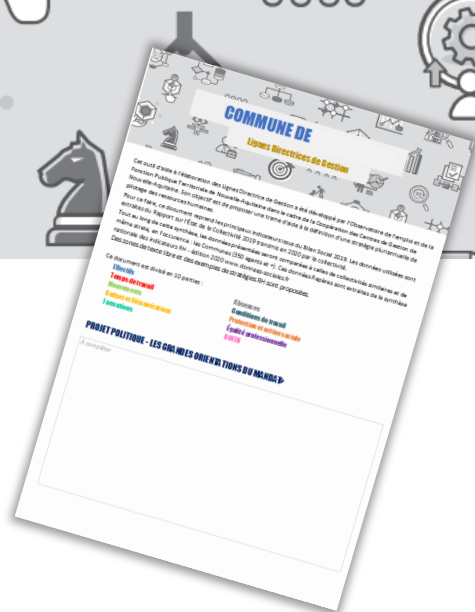 COMMUNE DE
Lignes Directrices de Gestion
Cet outil d'aide à l'élaboration des Lignes Directrice de Gestion a été développé par l'Observatoire de l'emploi et de la
Fonction Publique Territoriale de Nouvelle-Aquitaine dans le cadre de la Coopération des Centres de Gestion de
Nouvelle-Aquitaine. Son objectif est de proposer une trame d'aide à la définition d'une stratégie pluriannuelle de
pilotage des ressources humaines.
Pour ce faire, ce document reprend les principaux indicateurs issus du Bilan Social 2019. Les données utilisées sont
extraites du Rapport sur l'Etat de la Collectivité 2019 transmis en 2020 par la collectivité.
Tout au long de cette synthèse, les données présentées seront comparées à celles de collectivités similaires et de
même strate, en l'occurence : les Communes (350 agents et +). Ces données Repères sont extraites de la synthèse
nationale des indicateurs RH - édition 2020 www.donnees-sociales.fr
Des zones de texte libre et des exemples de stratégies RH sont proposées.
Ce document est divisé en 10 parties :
Effectifs
Temps de travail
Mouvements
Budget et Rémunérations
Formations
Absences
Conditions de travail
Protection et action sociale
Égalité professionnelle
BOETH
PROJET POLITIQUE - LES GRANDES ORIENTATIONS DU MANDAT
A compléter